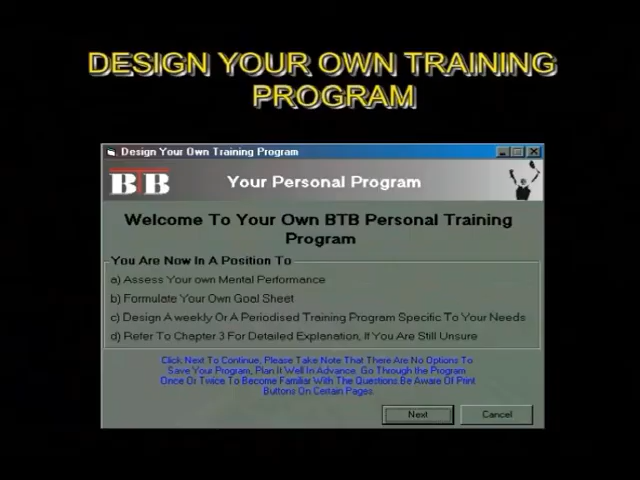 DESIGN YOUR OWN TRAINING
PROGRAM
Design Your Own Training Program
BTB
Your Personal Program
Welcome To Your Own BTB Personal Training
Program
You Are Now In A Position To
a) Assess Your own Mental Performance
b) Formulate Your Own Goal Sheet
c) Design A weekly Or A Periodised Training Program Specific To Your Needs
d) Refer To Chapter 3 For Detailed Explanation, If You Are Still Unsure
Click Next To Continue, Please Take Note That There Are No Options To
Save Your Program, Plan It Well In Advance. Go Through the Program
Once Or Twice To Become Familiar With The Questions Be Aware Of Print
Buttons On Certain Pages.
Next
Cancel